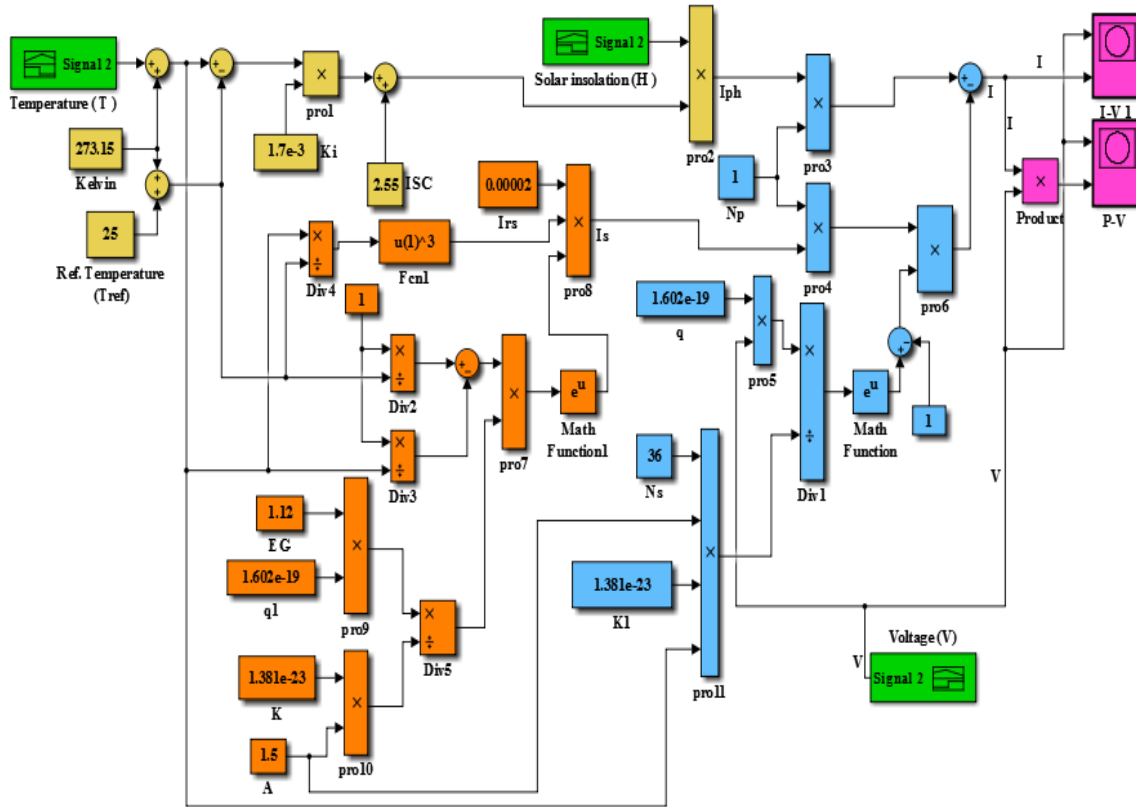 Signal 2
Temperature ( T )
273.15
Kelvin
25
Ref. Temperature
(Tref)
pro1
1.7e-3
Ki
2.55
ISC
Signal 2
Solar insolation (H )
Iph
pro2
pro3
1
Np
pro4
I
I
I
I-V 1
Product
P-V
0.00002
Irs
Is
pro8
Div4
u(1)^3
Fcn1
1
Div2
Div3
pro7
e^u
Math
Function1
1.602e-19
q
pro5
pro6
e^u
Math
Function
1
Div1
36
Ns
V
1.12
EG
1.602e-19
q1
pro9
Div5
1.381e-23
K1
pro11
Voltage (V)
V
Signal 2
1.381e-23
K
pro10
1.5
A